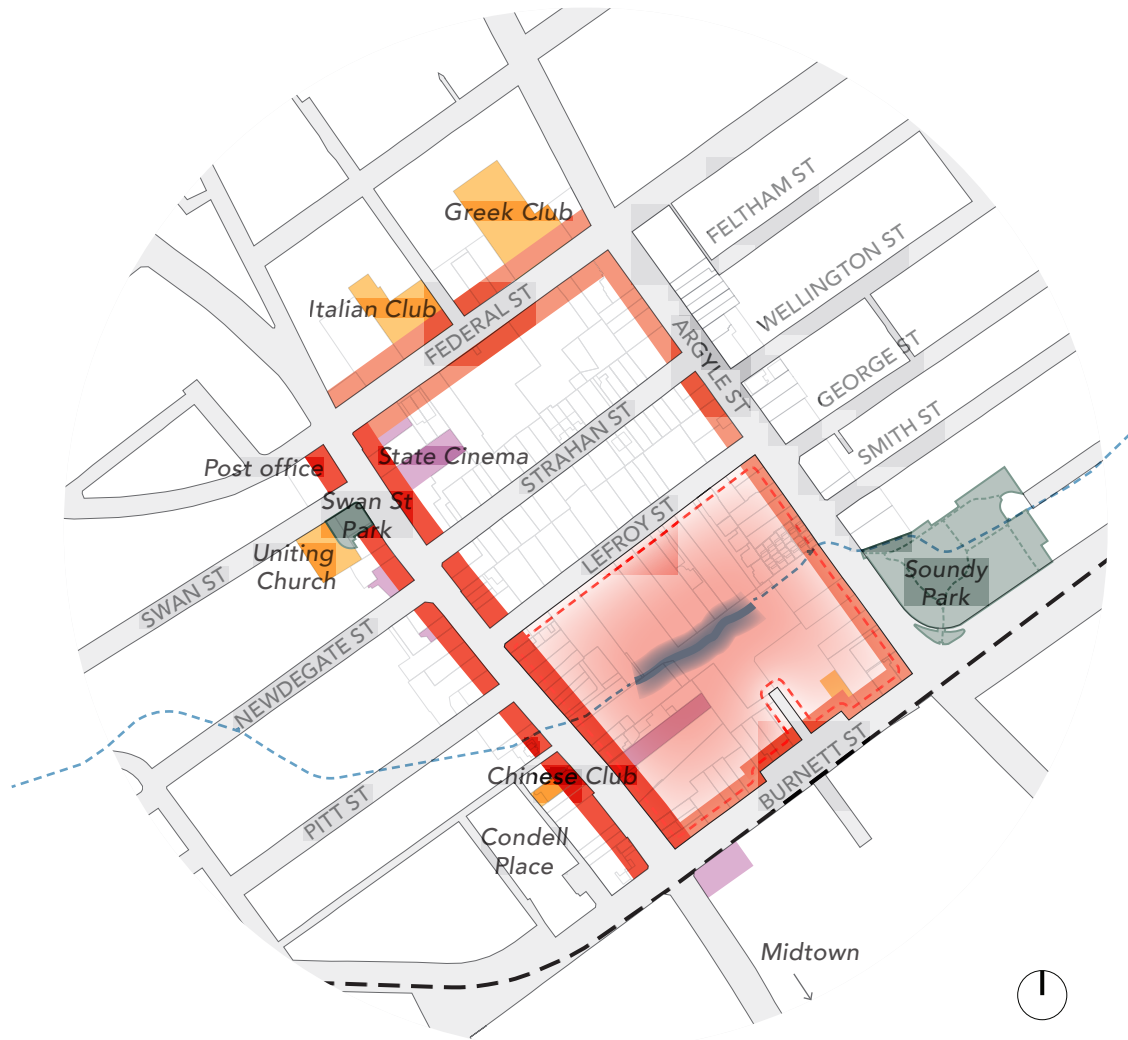 FELTHAM ST
Greek Club
WELLINGTON ST
Italian Club
FEDERAL ST
ARGYLE ST
GEORGE ST
SMITH ST
State Cinema
Post office
STRAHAN ST
Swan St
Park
LEFROY ST
Uniting
Church
Soundy
Park
SWAN ST
NEWDEGATE ST
BURNETT ST
Chinese Club
PITT ST
Condell
Place
Midtown